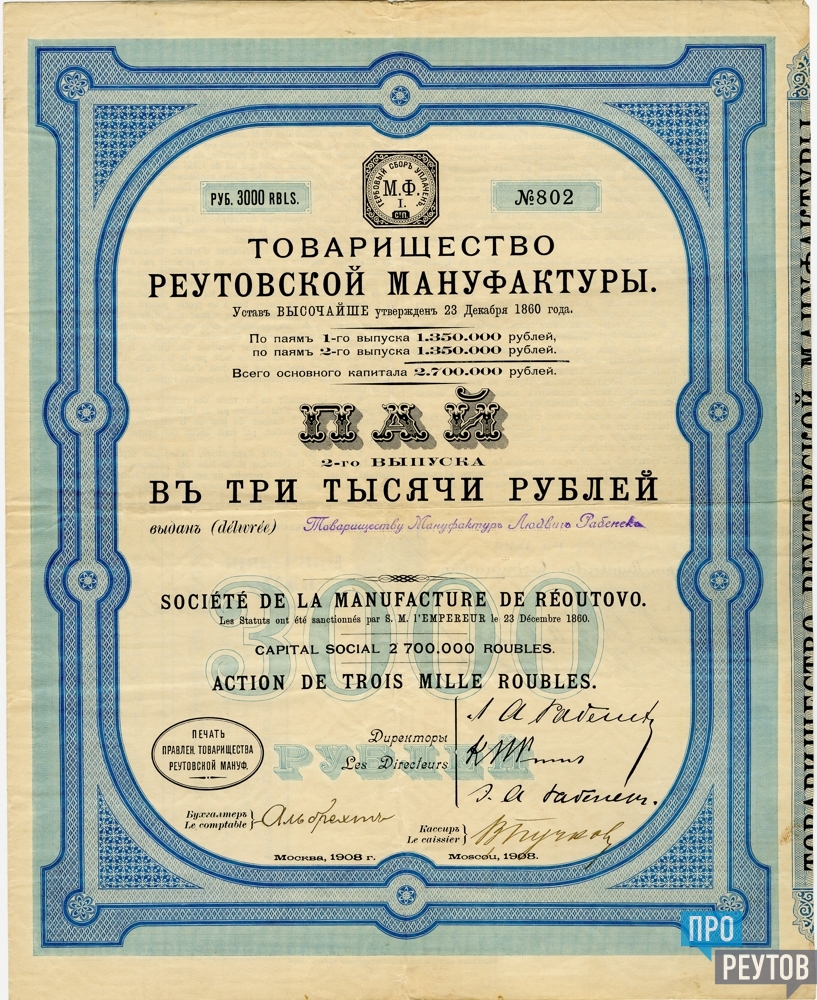 РУБ. 3000 RBLS.
ГЕРБОВЫЙ СБОРЪ УПЛАЧЕНЪ.
М.Ф.
I.
№802
ТОВАРИЩЕСТВО
РЕУТОВСКОЙ МАНУФАКТУРЫ.
Уставъ ВЫСОЧАЙШЕ утвержденъ 23 Декабря 1860 года.
По паямъ 1-го выпуска 1.350.000 рублей,
по паямъ 2-го выпуска 1.350.000 рублей.
Всего основного капитала 2.700.000 рублей.
ПАЙ
2-го ВЫПУСКА
ВЪ ТРИ ТЫСЯЧИ РУБЛЕЙ
выданъ (délivrée) Товариществу Мануфактуръ Людвигъ Рабенекъ
3000
SOCIÉTÉ DE LA MANUFACTURE DE RÉOUTOVO.
Les Statuts ont été sanctionnés par S. M. l'EMPEREUR le 23 Décembre 1860.
CAPITAL SOCIAL 2 700.000 ROUBLES.
ACTION DE TROIS MILLE ROUBLES.
РУБЛЕЙ
ПЕЧАТЬ
ПРАВЛЕН. ТОВАРИЩЕСТВА
РЕУТОВСКОЙ МАНУФ.
Директоры
Les Directeurs
Л А Рабенекъ
Бухгалтеръ
Le comptable
Альбрехтъ
Кассиръ
Le caissier
Москва, 1908 г.
Moscou, 1908.
ТОВАРИЩЕСТВО РЕУТОВСКОЙ МАНУФАКТУРЫ
ПРО
РЕУТОВ